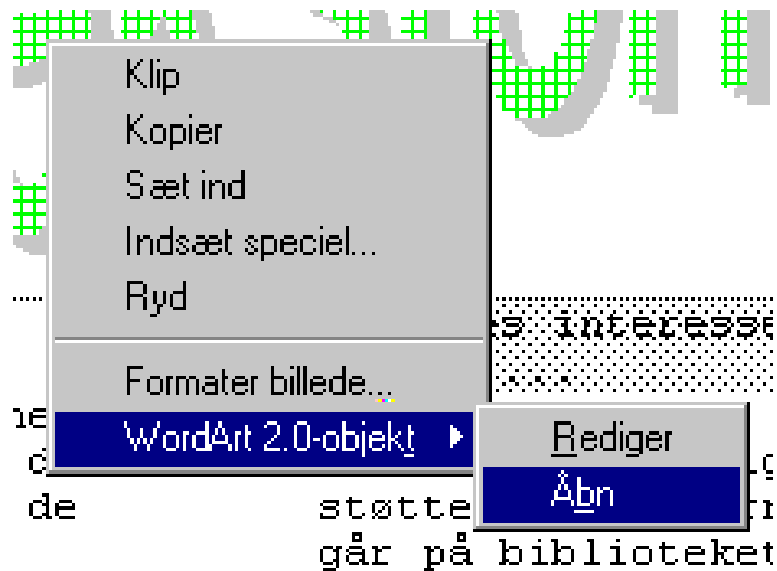 Klip
Kopier
Sæt ind
Indsæt speciel...
Ryd
interesse
Formater billede...
WordArt 2.0-objekt
Rediger
Åbn
de støtte
går på biblioteket